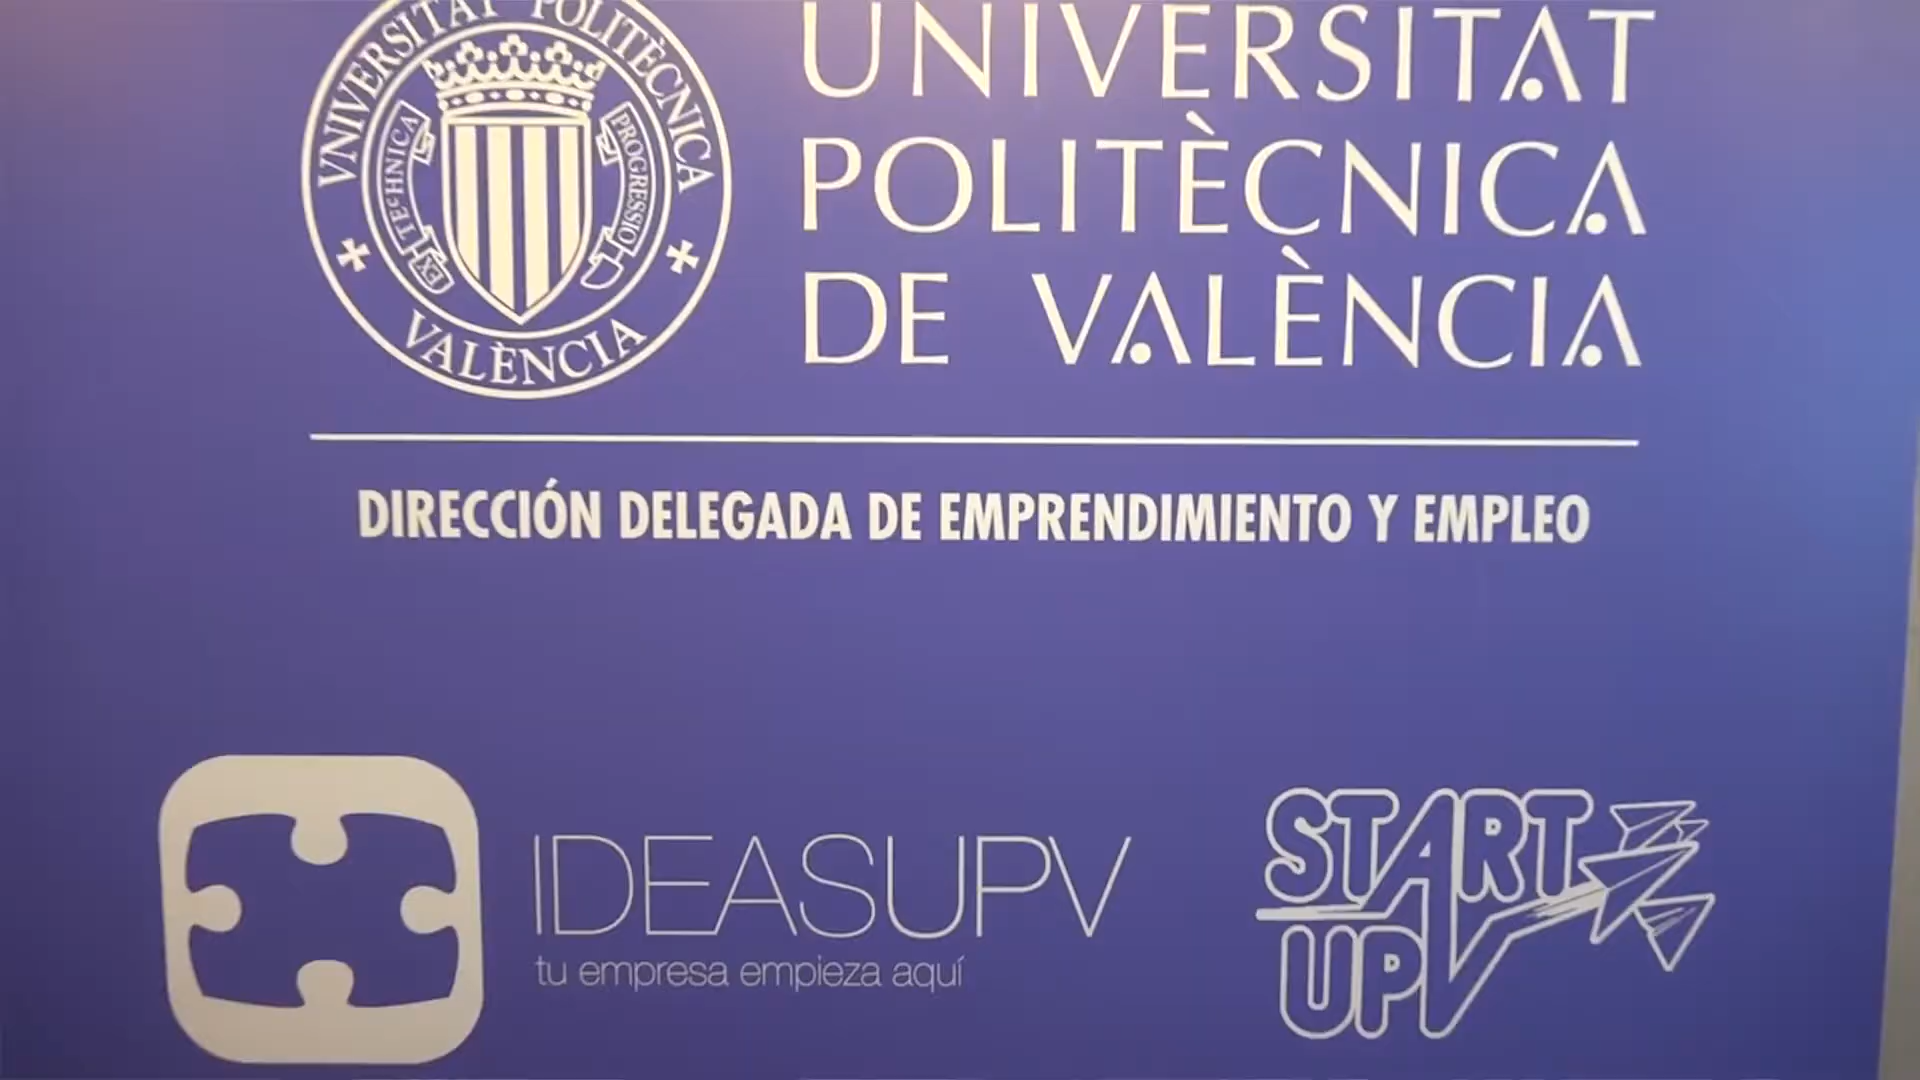 VNIVERSITAT POLITÈCNICA
VALÈNCIA
EX TECHNICA
PROGRESSIO
UNIVERSITAT
POLITÈCNICA
DE VALÈNCIA
DIRECCIÓN DELEGADA DE EMPRENDIMIENTO Y EMPLEO
IDEASUPV
tu empresa empieza aquí
START
UPV